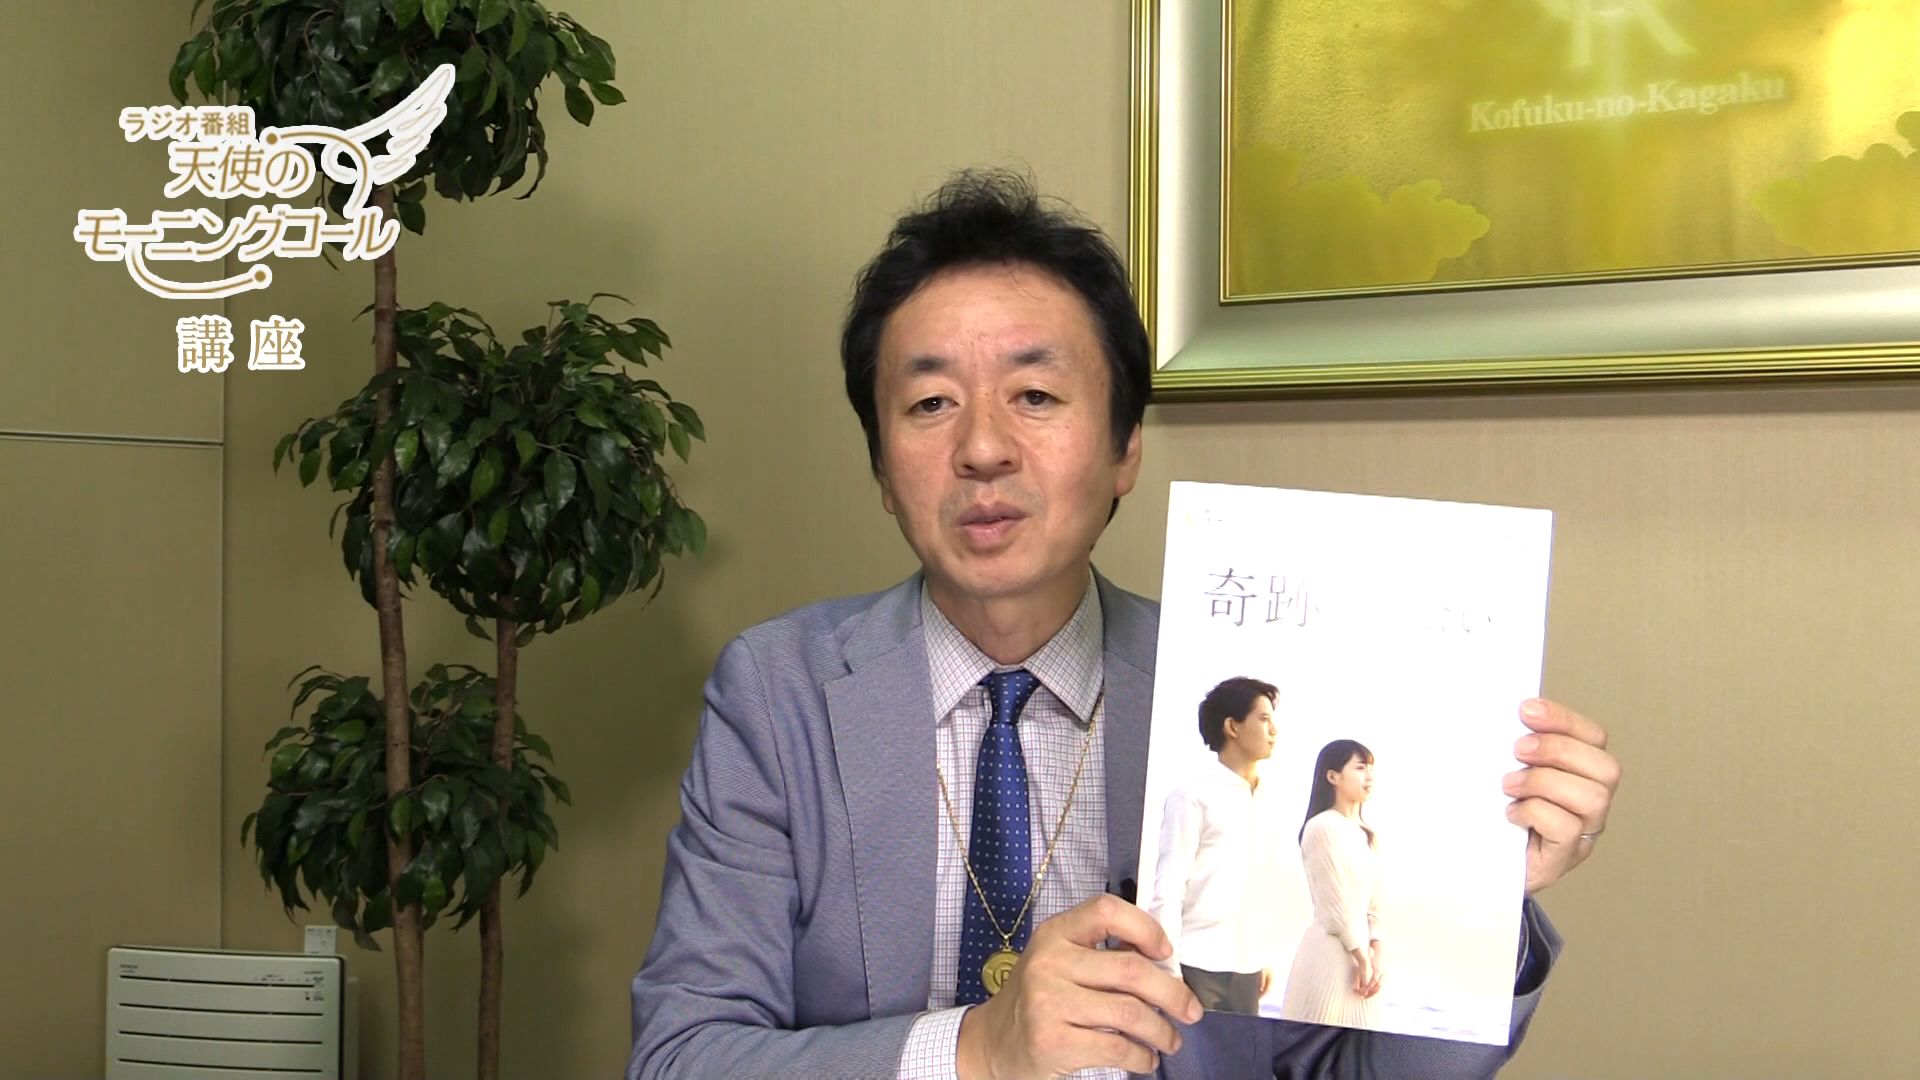 ラジオ番組
天使の
モーニングコール
講座
Kofuku-no-Kagaku
奇跡